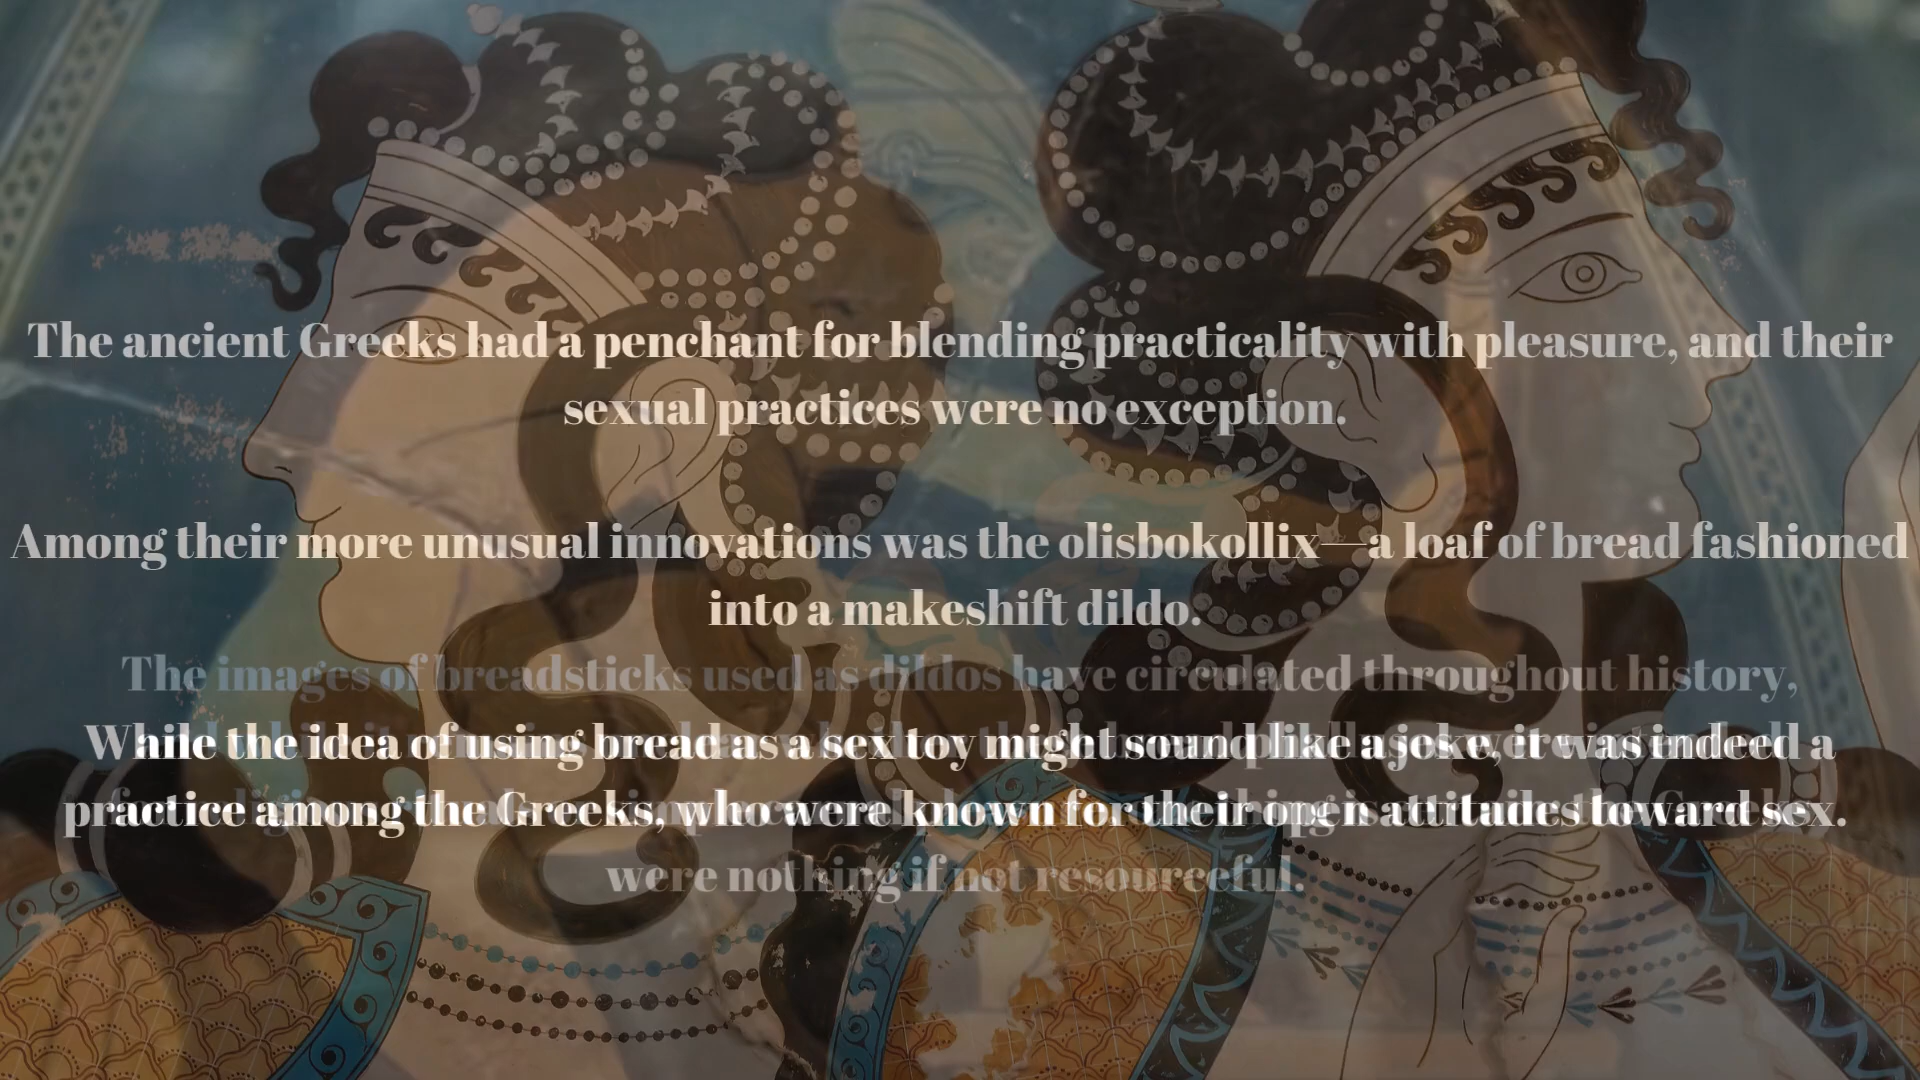 The ancient Greeks had a penchant for blending practicality with pleasure, and their
sexual practices were no exception.
Among their more unusual innovations was the olisbokollix—a loaf of bread fashioned
into a makeshift dildo.
The images of breadsticks used as dildos have circulated throughout history,
While the idea of using bread as a sex toy might sound like a joke, it was indeed a
practice among the Greeks, who were known for their open attitudes toward sex.
were nothing if not resourceful.